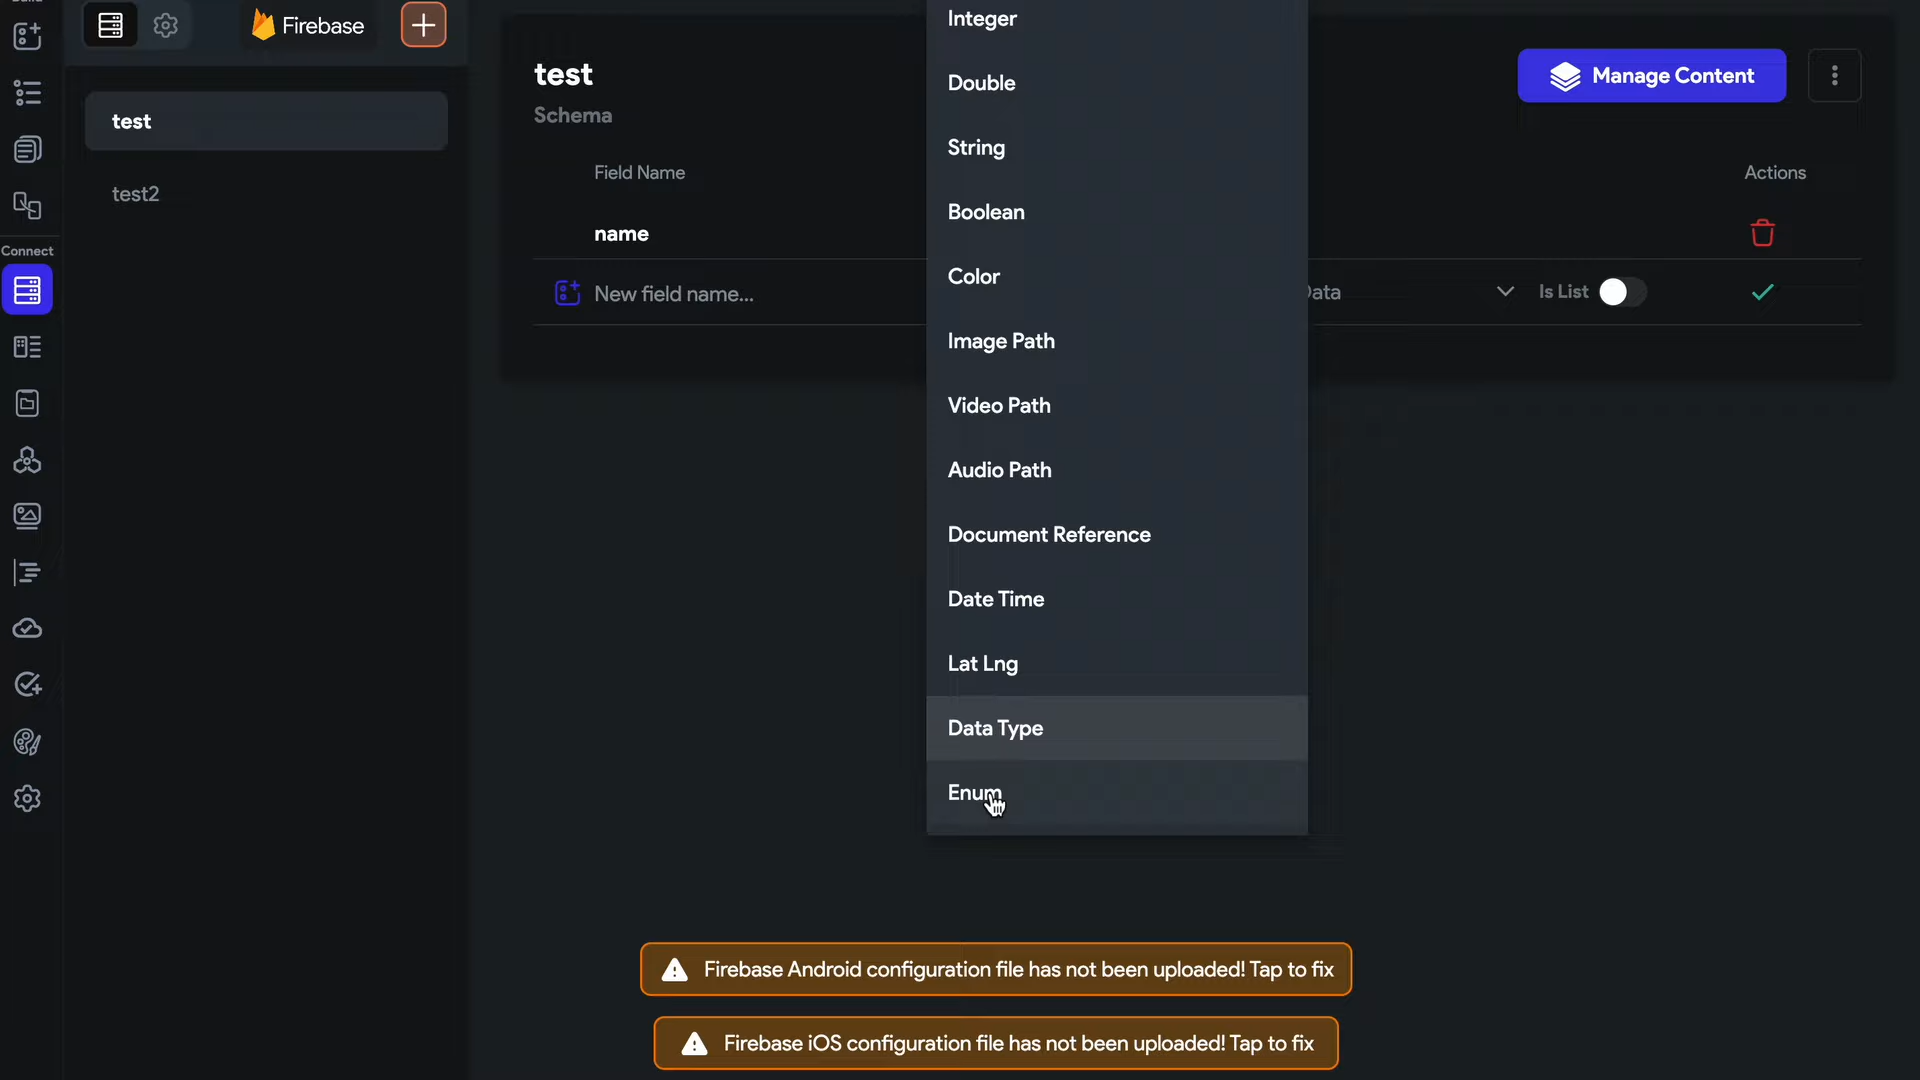 Firebase
test
test2
Connect
test
Schema
Manage Content
Field Name
Actions
name
New field name...
Data
Is List
Integer
Double
String
Boolean
Color
Image Path
Video Path
Audio Path
Document Reference
Date Time
Lat Lng
Data Type
Enum
Firebase Android configuration file has not been uploaded! Tap to fix
Firebase iOS configuration file has not been uploaded! Tap to fix